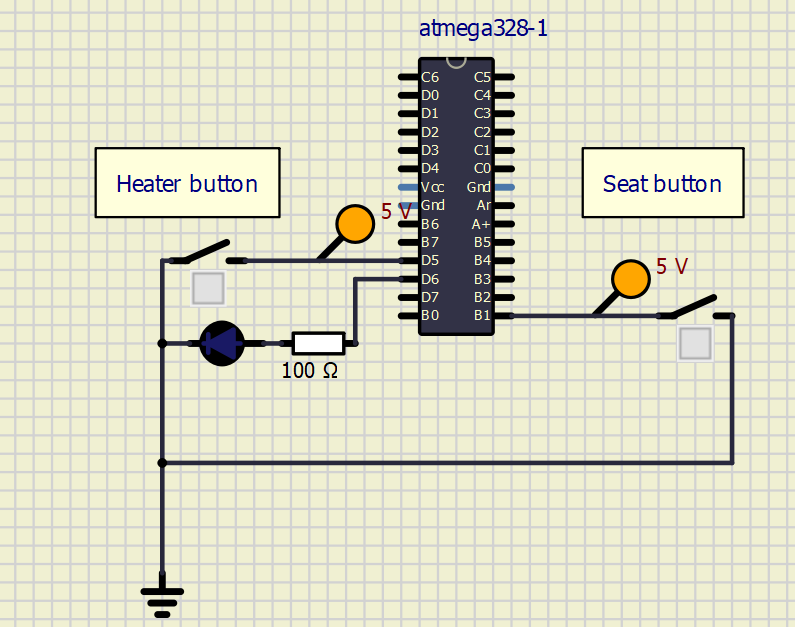 atmega328-1
C6 C5
D0 C4
D1 C3
D2 C2
D3 C1
D4 C0
Vcc Gnd
Gnd Ar
B6 A+
B7 B5
D5 B4
D6 B3
D7 B2
B0 B1
Heater button
Seat button
5 V
5 V
100 Ω